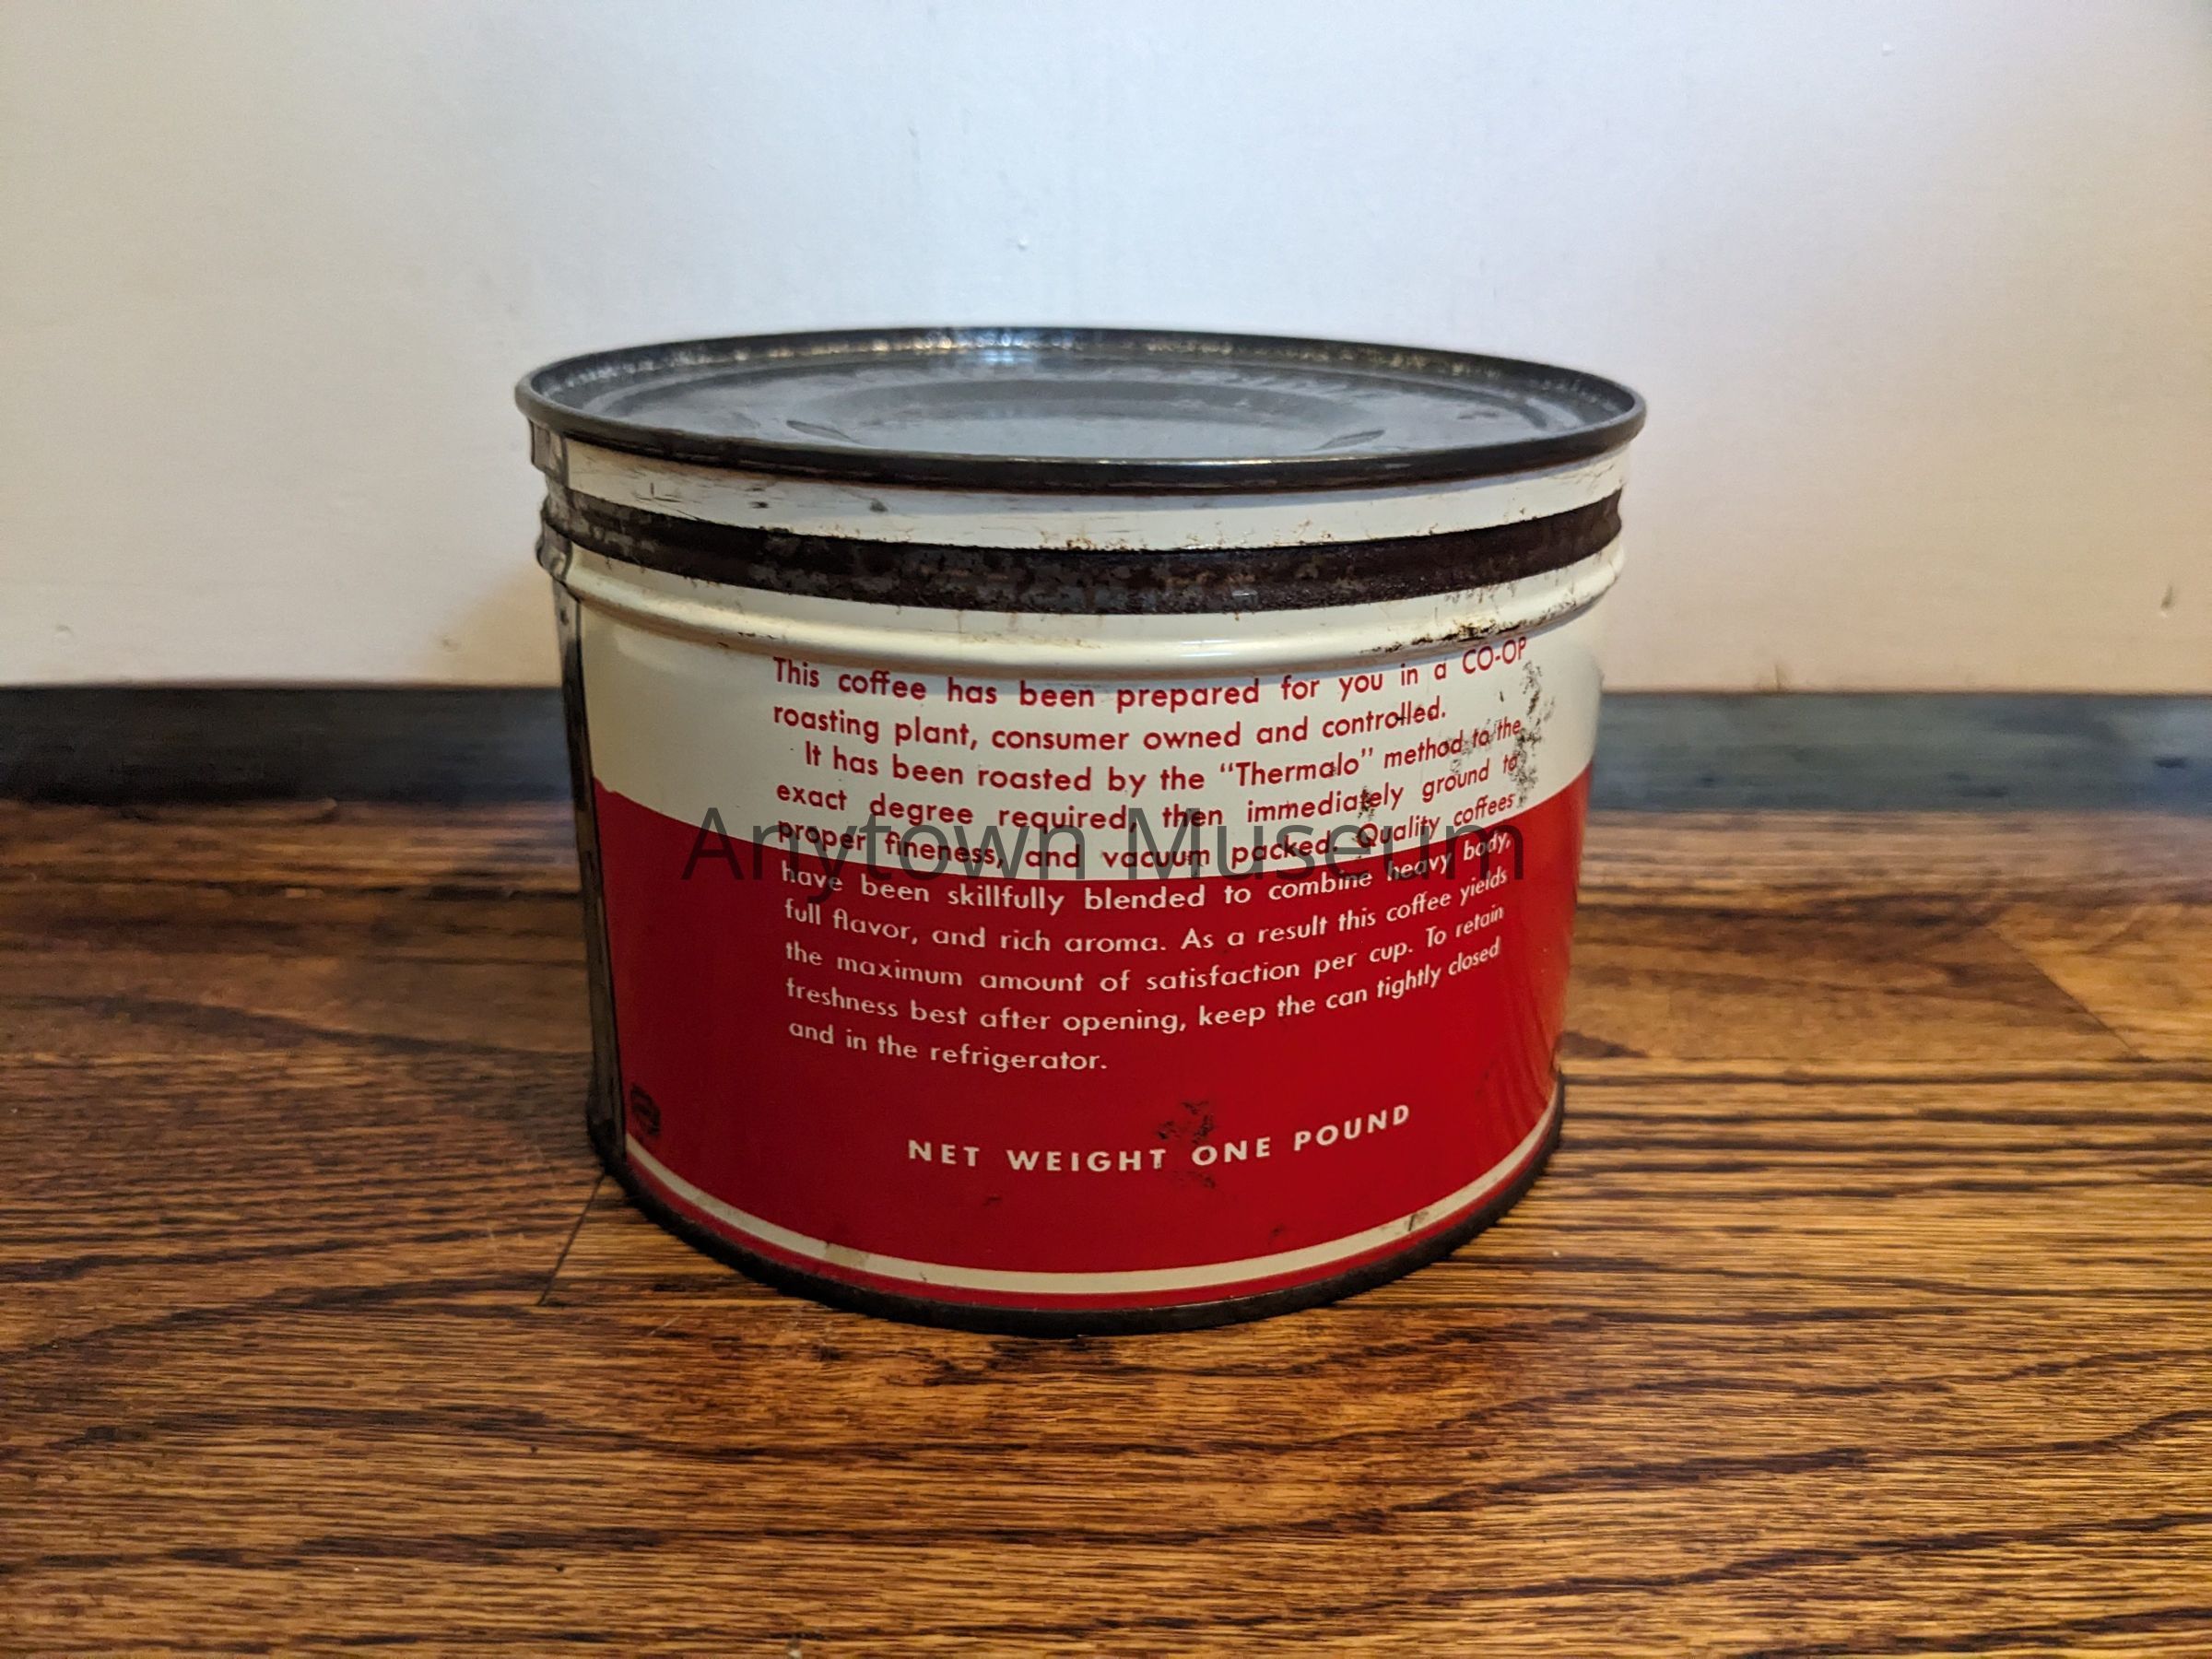 This coffee has been prepared for you in a CO-OP
roasting plant, consumer owned and controlled.
It has been roasted by the "Thermalo" method to the
exact degree required, then immediately ground to
proper fineness, and vacuum packed. Quality coffees
have been skillfully blended to combine heavy body,
full flavor, and rich aroma. As a result this coffee yields
the maximum amount of satisfaction per cup. To retain
freshness best after opening, keep the can tightly closed
and in the refrigerator.
NET WEIGHT ONE POUND
Anytown Museum